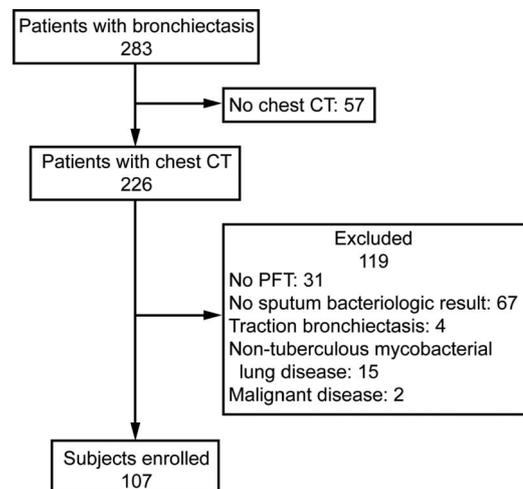 Patients with bronchiectasis
283
No chest CT: 57
Patients with chest CT
226
Excluded
119
No PFT: 31
No sputum bacteriologic result: 67
Traction bronchiectasis: 4
Non-tuberculous mycobacterial
lung disease: 15
Malignant disease: 2
Subjects enrolled
107